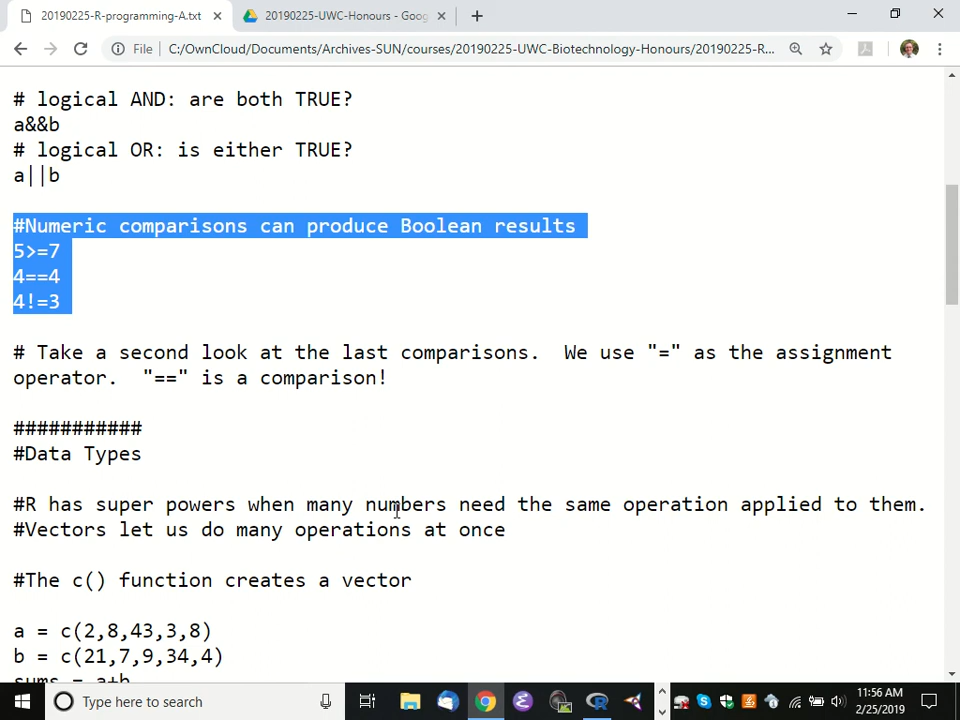 20190225-R-programming-A.txt
20190225-UWC-Honours - Goog
File
C:/OwnCloud/Documents/Archives-SUN/courses/20190225-UWC-Biotechnology-Honours/20190225-R...
# logical AND: are both TRUE?
a&&b
# logical OR: is either TRUE?
a||b
#Numeric comparisons can produce Boolean results
5>=7
4==4
4!=3
# Take a second look at the last comparisons.  We use "=" as the assignment
operator.  "==" is a comparison!
###########
#Data Types
#R has super powers when many numbers need the same operation applied to them.
#Vectors let us do many operations at once
#The c() function creates a vector
a = c(2,8,43,3,8)
b = c(21,7,9,34,4)
sums = a+b
Type here to search
11:56 AM
2/25/2019